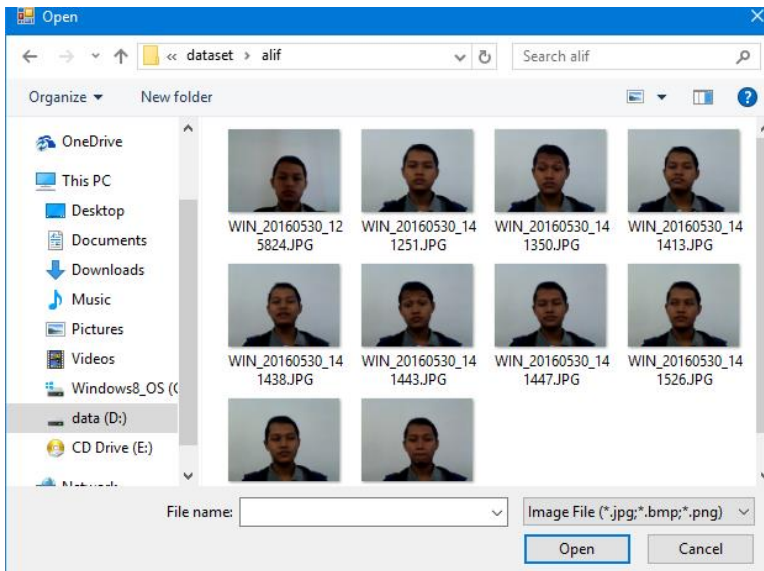 Open
« dataset › alif
Search alif
Organize
New folder
OneDrive
This PC
Desktop
Documents
Downloads
Music
Pictures
Videos
Windows8_OS (C
data (D:)
CD Drive (E:)
Network
WIN_20160530_12
5824.JPG
WIN_20160530_14
1251.JPG
WIN_20160530_14
1350.JPG
WIN_20160530_14
1413.JPG
WIN_20160530_14
1438.JPG
WIN_20160530_14
1443.JPG
WIN_20160530_14
1447.JPG
WIN_20160530_14
1526.JPG
File name:
Image File (*.jpg;*.bmp;*.png)
Open
Cancel